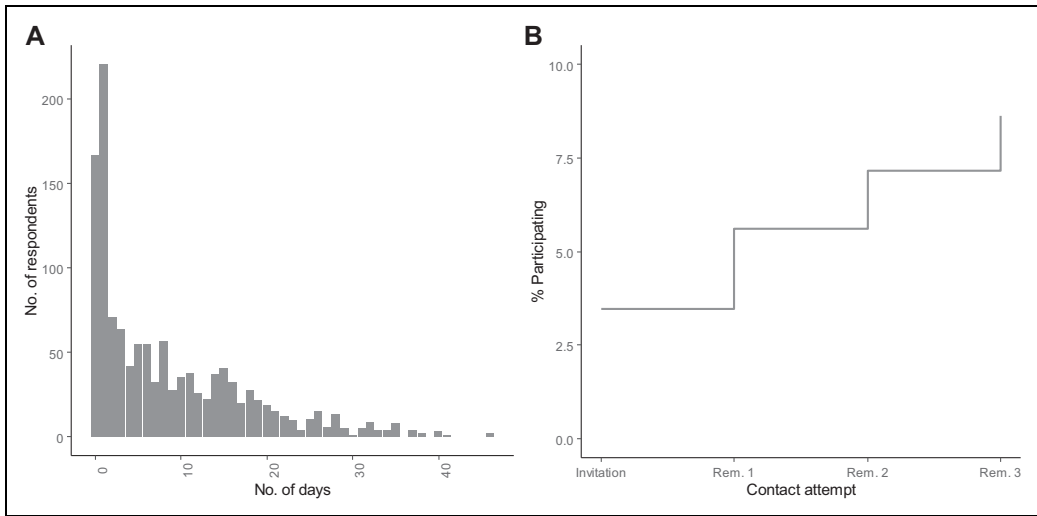 A
No. of respondents
200
150
100
50
0
0
10
20
30
40
No. of days
B
% Participating
10.0
7.5
5.0
2.5
0.0
Invitation
Rem. 1
Rem. 2
Rem. 3
Contact attempt